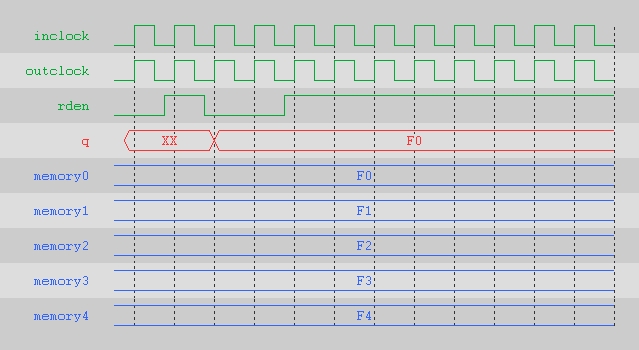 inclock
outclock
rden
q XX F0
memory0 F0
memory1 F1
memory2 F2
memory3 F3
memory4 F4